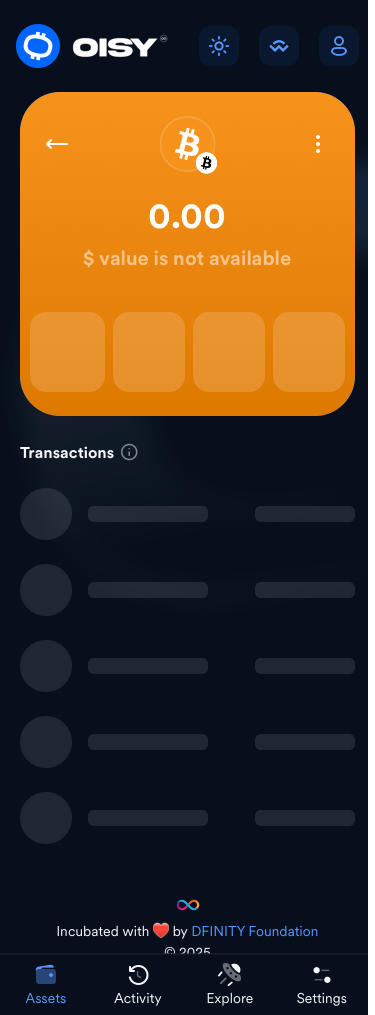 OISY
0.00
$ value is not available
Transactions
Incubated with ❤️ by DFINITY Foundation
© 2025
Assets
Activity
Explore
Settings